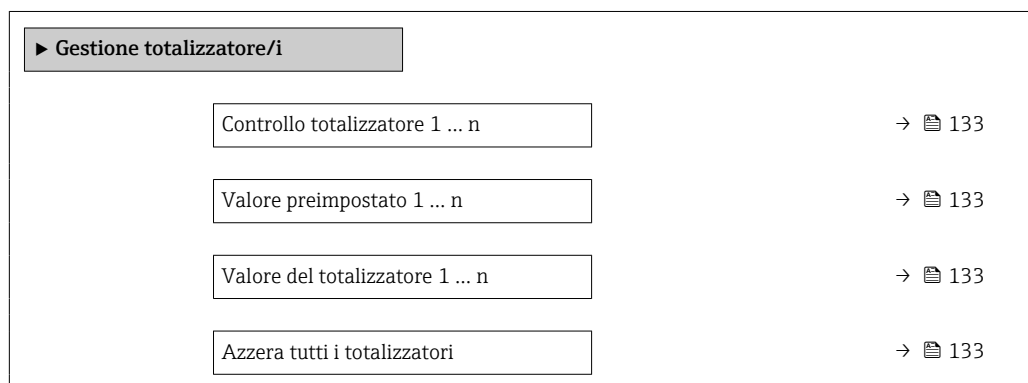 ▶ Gestione totalizzatore/i
Controllo totalizzatore 1 … n → 133
Valore preimpostato 1 … n → 133
Valore del totalizzatore 1 … n → 133
Azzera tutti i totalizzatori → 133